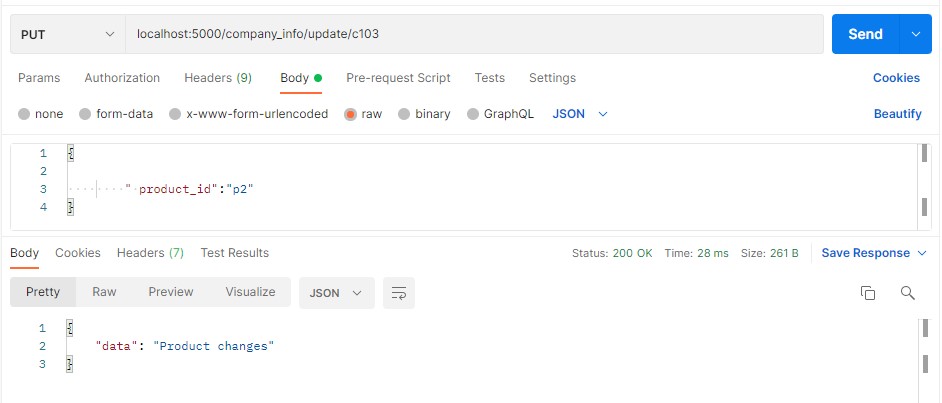 PUT localhost:5000/company_info/update/c103 Send
Params Authorization Headers (9) Body Pre-request Script Tests Settings Cookies
none form-data x-www-form-urlencoded raw binary GraphQL JSON Beautify
1 {
2
3 " product_id":"p2"
4 }
Body Cookies Headers (7) Test Results Status: 200 OK Time: 28 ms Size: 261 B Save Response
Pretty Raw Preview Visualize JSON
1 {
2 "data": "Product changes"
3 }